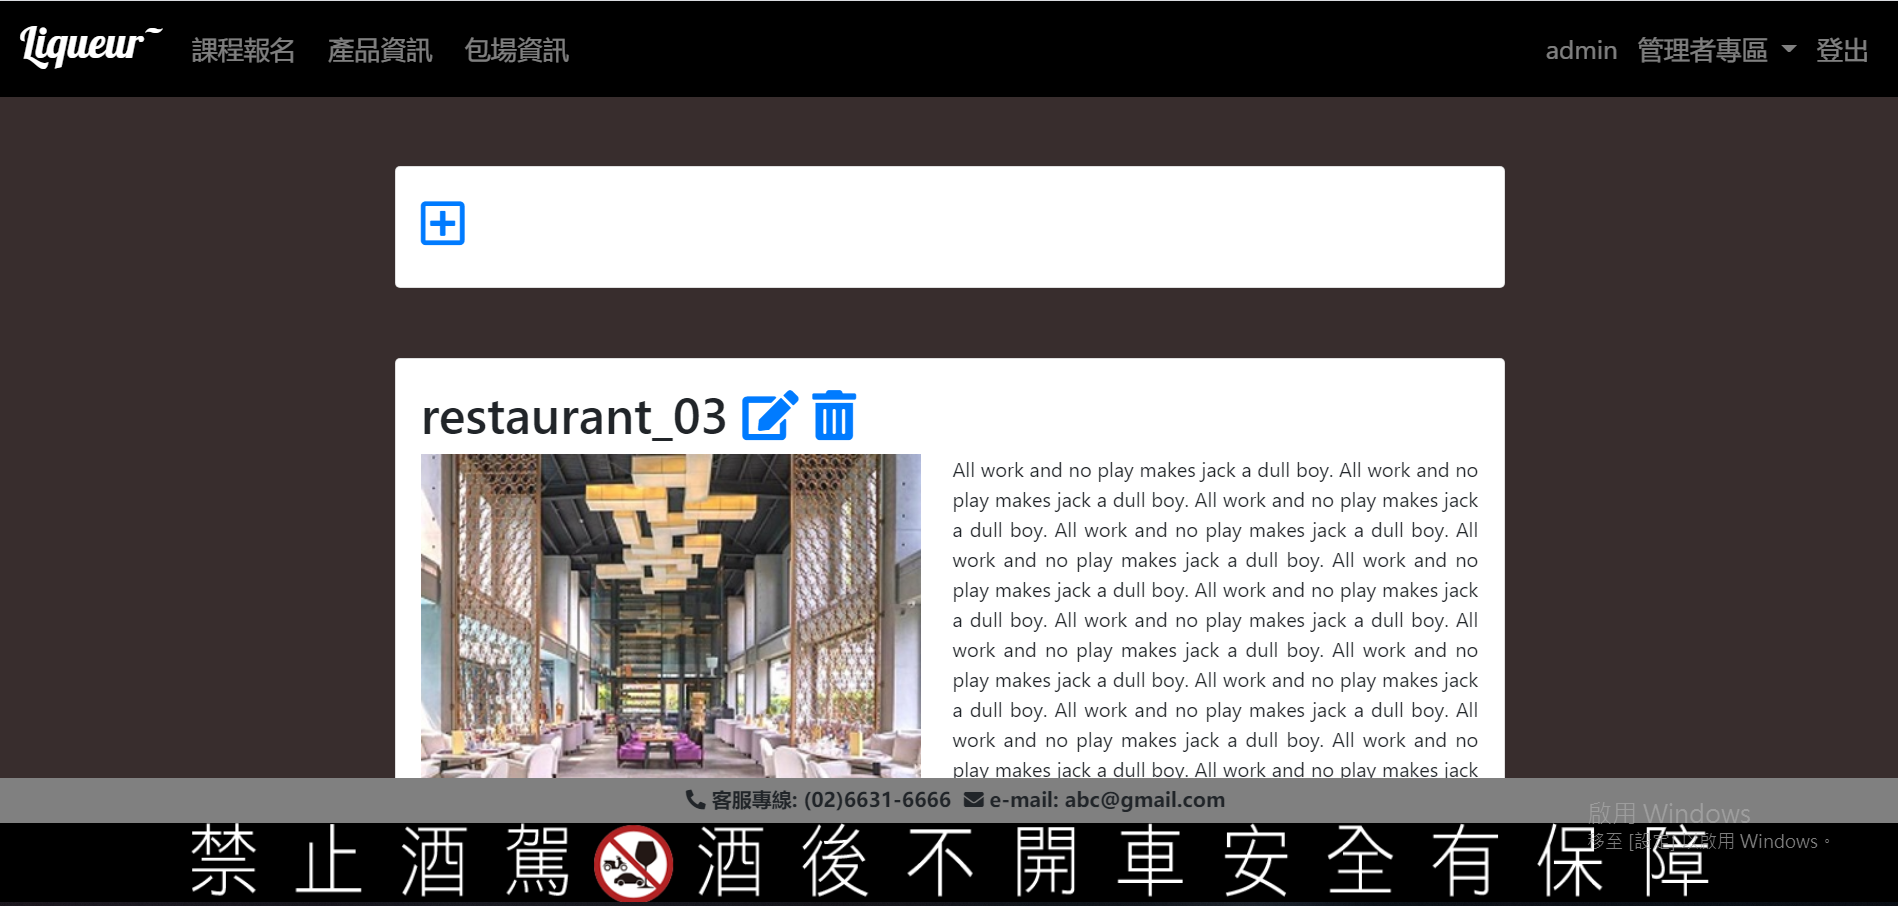 Liqueur~ 課程報名 產品資訊 包場資訊 admin 管理者專區 登出
restaurant_03
All work and no play makes jack a dull boy. All work and no
play makes jack a dull boy. All work and no play makes jack
a dull boy. All work and no play makes jack a dull boy. All
work and no play makes jack a dull boy. All work and no
play makes jack a dull boy. All work and no play makes jack
a dull boy. All work and no play makes jack a dull boy. All
work and no play makes jack a dull boy. All work and no
play makes jack a dull boy. All work and no play makes jack
a dull boy. All work and no play makes jack a dull boy. All
work and no play makes jack a dull boy. All work and no
play makes jack a dull boy. All work and no play makes jack
客服專線: (02)6631-6666 e-mail: abc@gmail.com
啟用 Windows
移至 [設定] 以啟用 Windows。
禁止酒駕 酒後不開車安全有保障